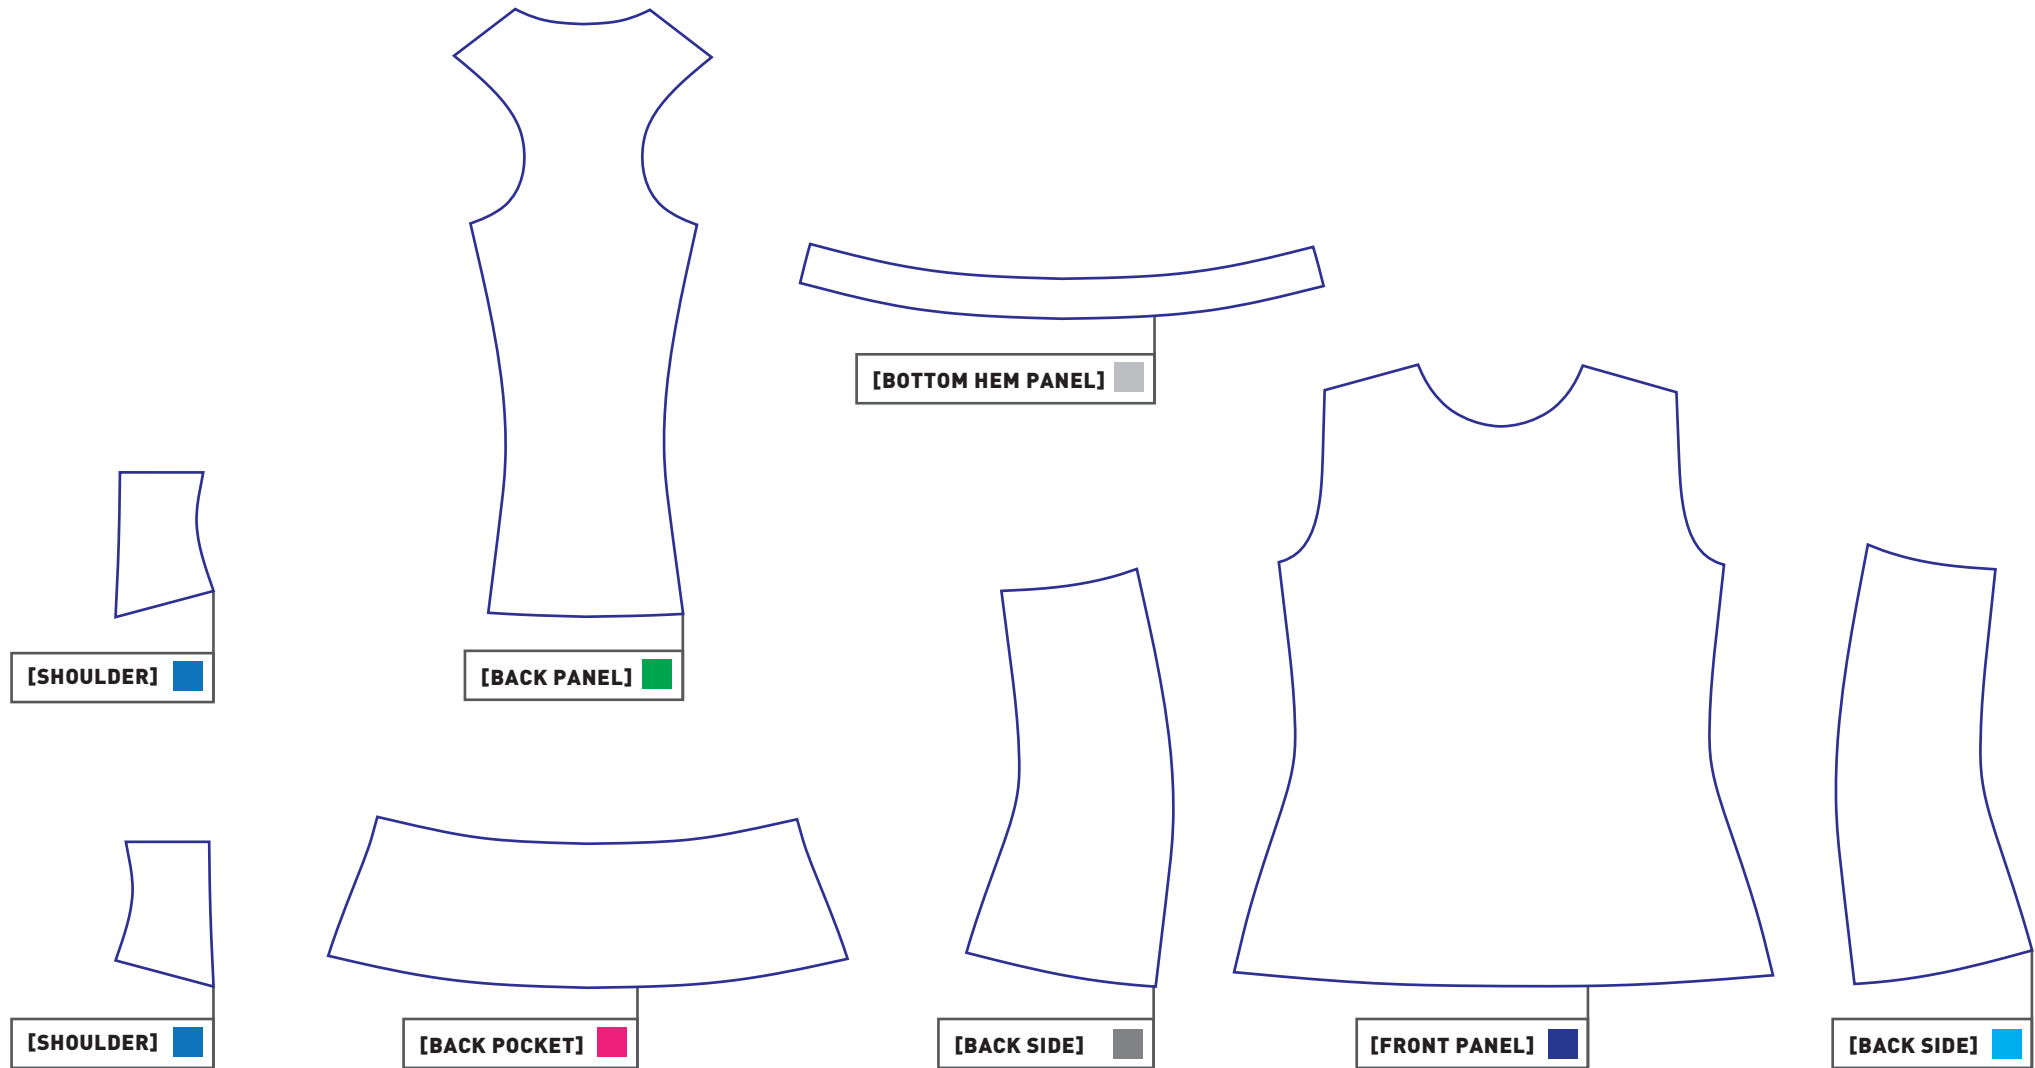 [BOTTOM HEM PANEL]
[SHOULDER]
[BACK PANEL]
[SHOULDER]
[BACK POCKET]
[BACK SIDE]
[FRONT PANEL]
[BACK SIDE]